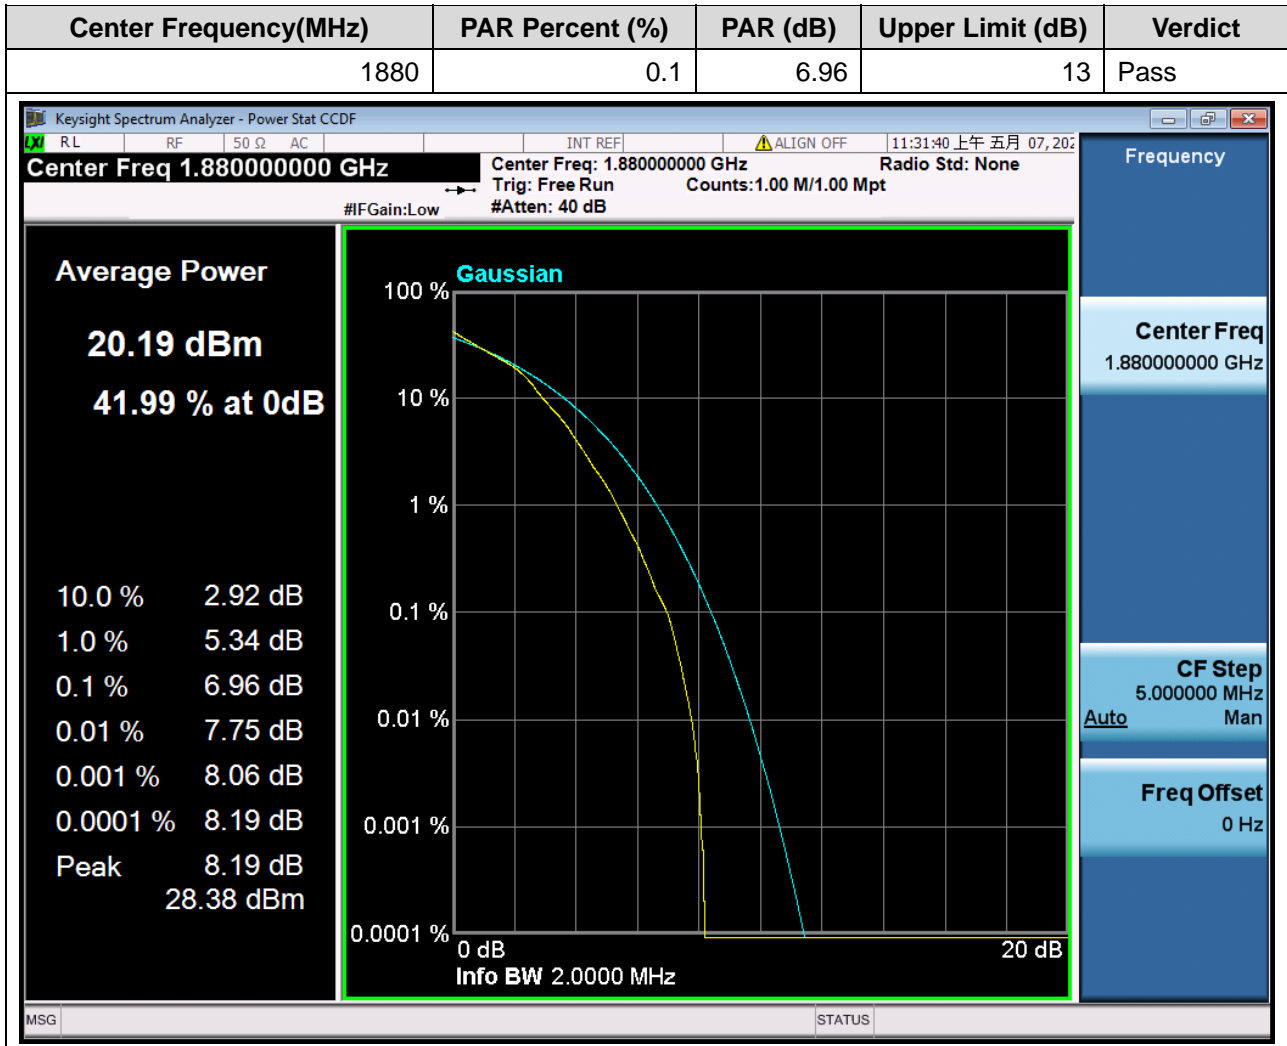 Center Frequency(MHz) PAR Percent (%) PAR (dB) Upper Limit (dB) Verdict
1880 0.1 6.96 13 Pass
Keysight Spectrum Analyzer - Power Stat CCDF
LXI RL RF 50 Ω AC INT REF ALIGN OFF 11:31:40 上午 五月 07, 202
Center Freq 1.880000000 GHz
Center Freq: 1.880000000 GHz Radio Std: None
Trig: Free Run Counts:1.00 M/1.00 Mpt
#IFGain:Low #Atten: 40 dB
Frequency
Average Power
20.19 dBm
41.99 % at 0dB
10.0 % 2.92 dB
1.0 % 5.34 dB
0.1 % 6.96 dB
0.01 % 7.75 dB
0.001 % 8.06 dB
0.0001 % 8.19 dB
Peak 8.19 dB
28.38 dBm
Gaussian
100 %
10 %
1 %
0.1 %
0.01 %
0.001 %
0.0001 %
0 dB 20 dB
Info BW 2.0000 MHz
Center Freq
1.880000000 GHz
CF Step
5.000000 MHz
Auto Man
Freq Offset
0 Hz
MSG STATUS